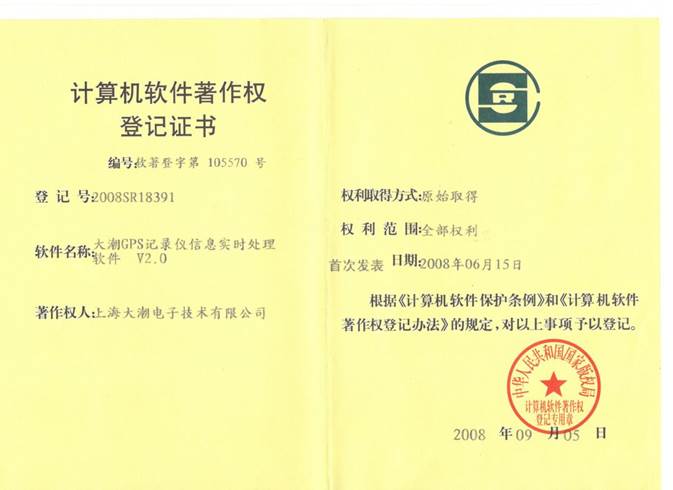 计算机软件著作权
登记证书
编号:软著登字第 105570 号
登 记 号:2008SR18391
软件名称:大潮GPS记录仪信息实时处理
软件 V2.0
著作权人:上海大潮电子技术有限公司
权利取得方式:原始取得
权 利 范 围:全部权利
首次发表 日期:2008年06月15日
根据《计算机软件保护条例》和《计算机软件
著作权登记办法》的规定,对以上事项予以登记。
中华人民共和国国家版权局
计算机软件著作权
登记专用章
2008 年 09 月 05 日